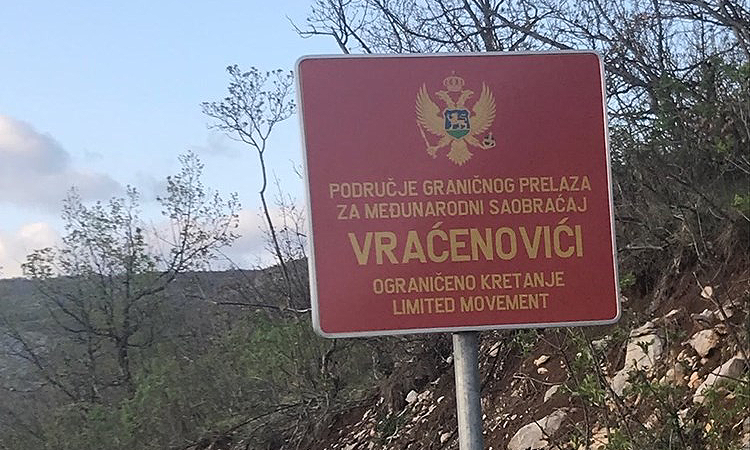 PODRUČJE GRANIČNOG PRELAZA
ZA MEĐUNARODNI SAOBRAĆAJ
VRAĆENOVIĆI
OGRANIČENO KRETANJE
LIMITED MOVEMENT